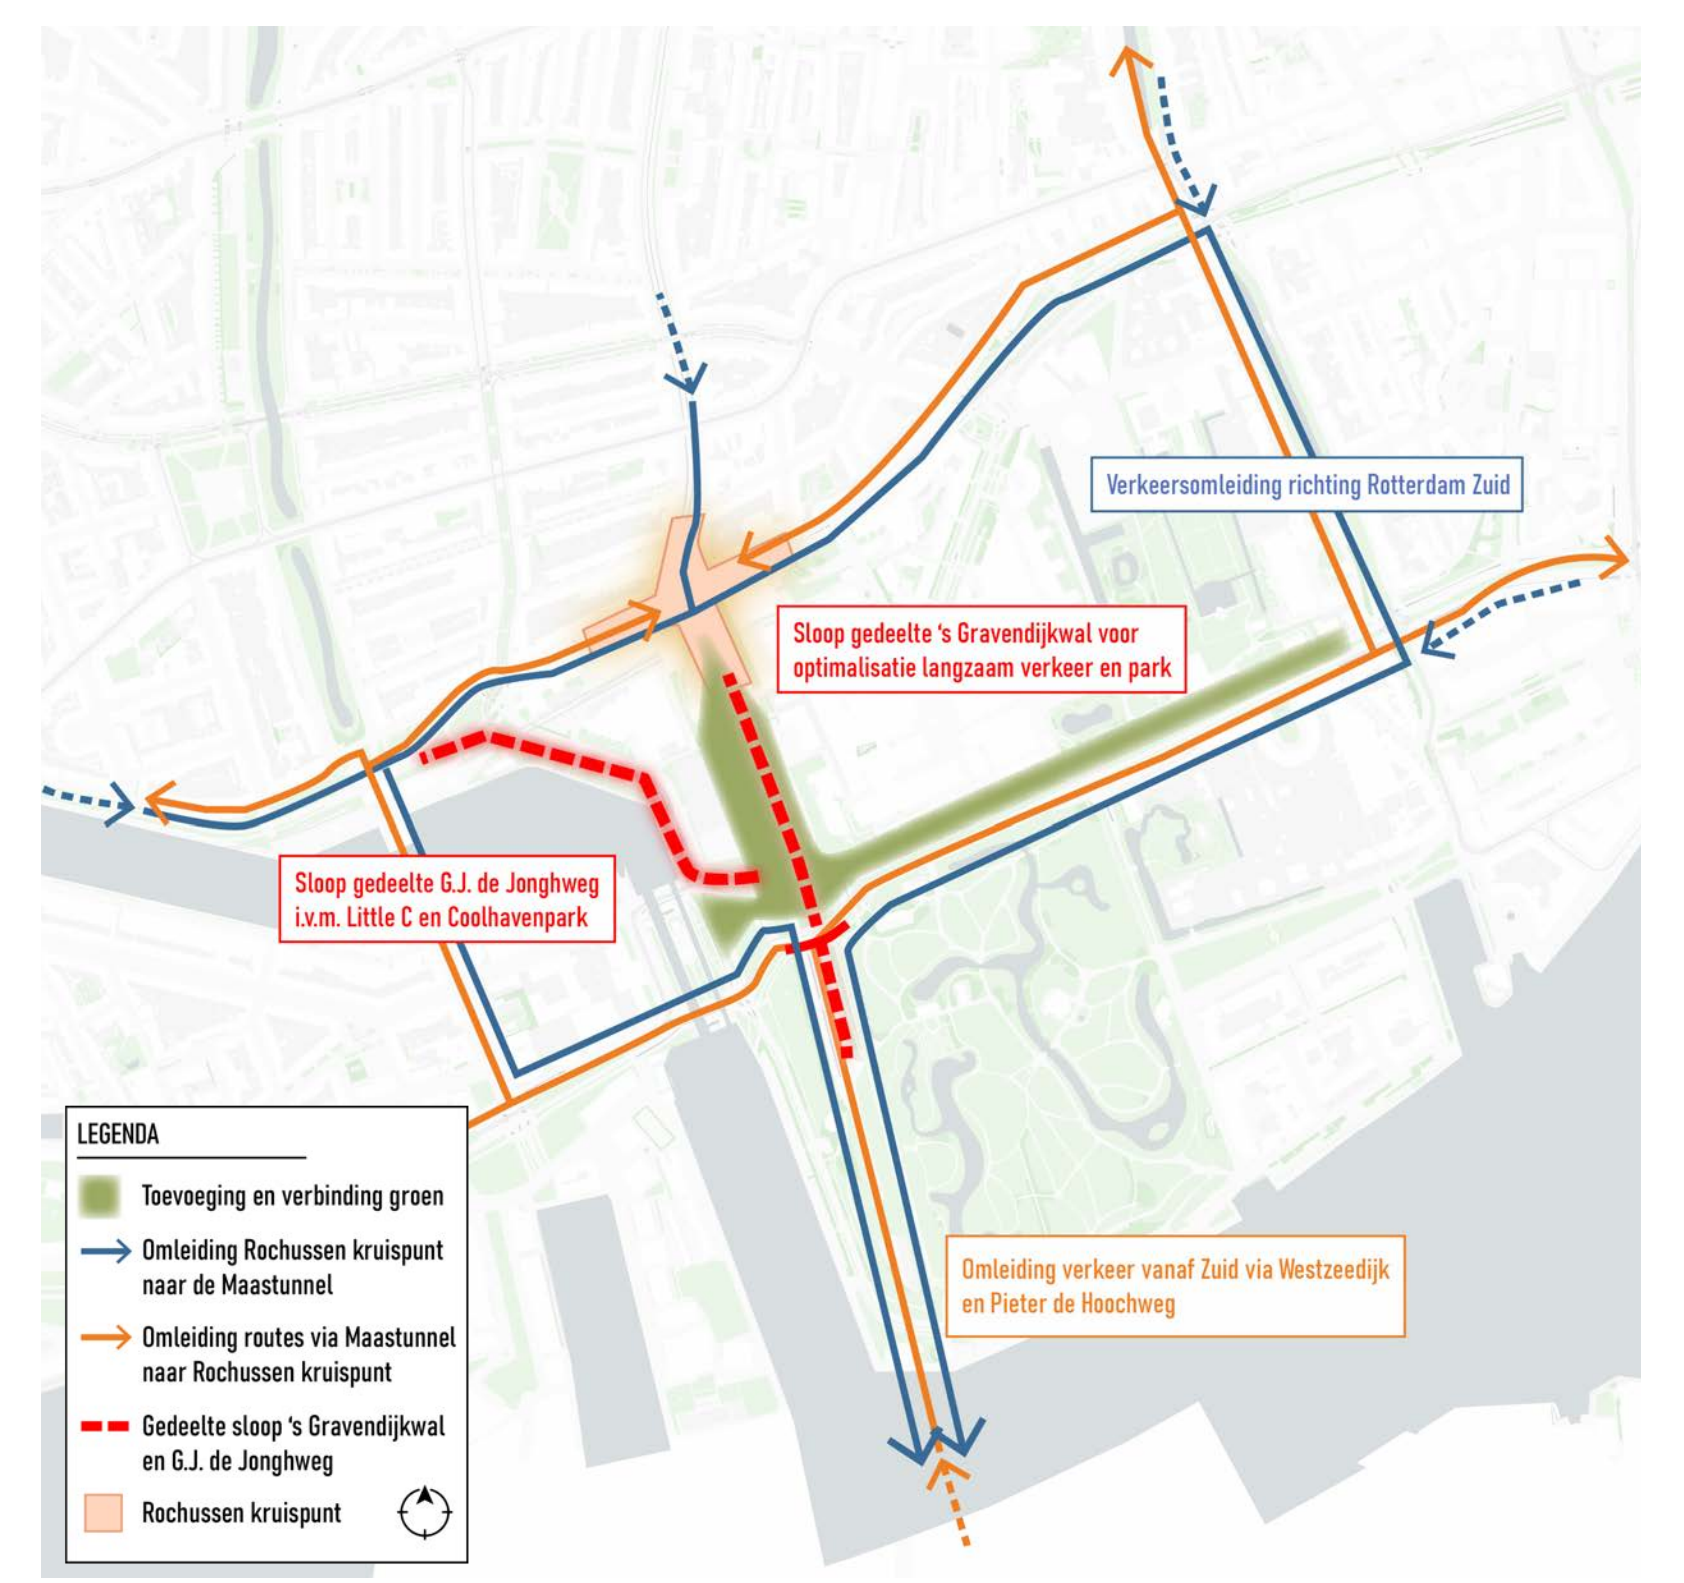 Verkeersomleiding richting Rotterdam Zuid
Sloop gedeelte ‘s Gravendijkwal voor
optimalisatie langzaam verkeer en park
Sloop gedeelte G.J. de Jonghweg
i.v.m. Little C en Coolhavenpark
Omleiding verkeer vanaf Zuid via Westzeedijk
en Pieter de Hoochweg
LEGENDA
Toevoeging en verbinding groen
Omleiding Rochussen kruispunt
naar de Maastunnel
Omleiding routes via Maastunnel
naar Rochussen kruispunt
Gedeelte sloop ‘s Gravendijkwal
en G.J. de Jonghweg
Rochussen kruispunt